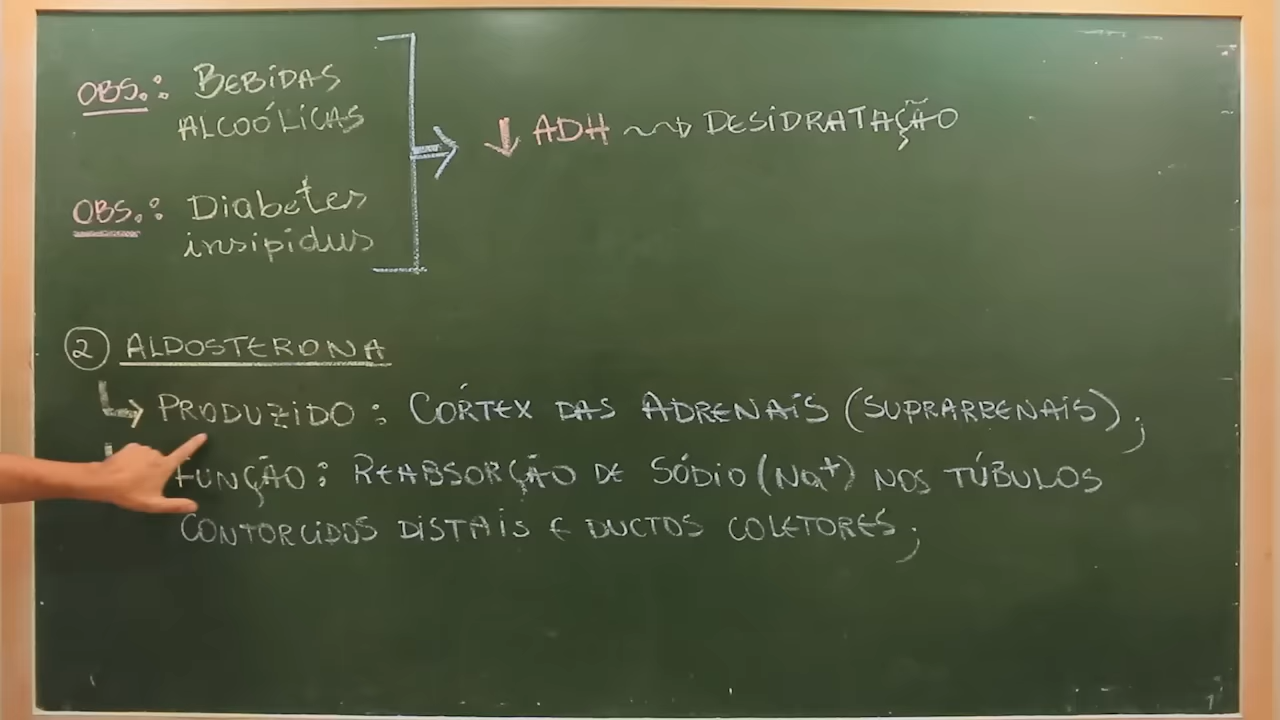 OBS.: BEBIDAS
ALCOÓLICAS
↓ ADH ⟿ DESIDRATAÇÃO
OBS.: Diabetes
insipidus
② ALDOSTERONA
↳ PRODUZIDO: CÓRTEX DAS ADRENAIS (SUPRARRENAIS);
FUNÇÃO: REABSORÇÃO DE SÓDIO (Na+) NOS TÚBULOS
CONTORCIDOS DISTAIS E DUCTOS COLETORES;